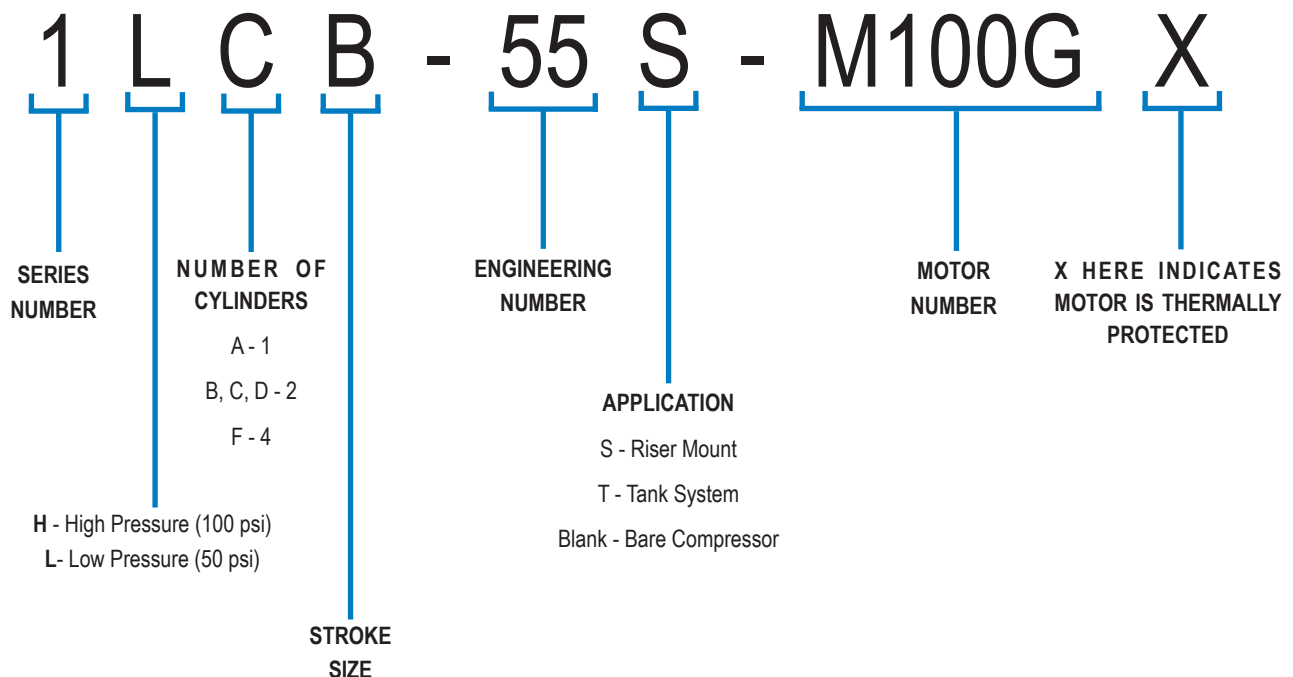 1 L C B - 55 S - M100G X
SERIES
NUMBER
NUMBER OF
CYLINDERS
A - 1
B, C, D - 2
F - 4
H - High Pressure (100 psi)
L- Low Pressure (50 psi)
STROKE
SIZE
ENGINEERING
NUMBER
APPLICATION
S - Riser Mount
T - Tank System
Blank - Bare Compressor
MOTOR
NUMBER
X HERE INDICATES
MOTOR IS THERMALLY
PROTECTED